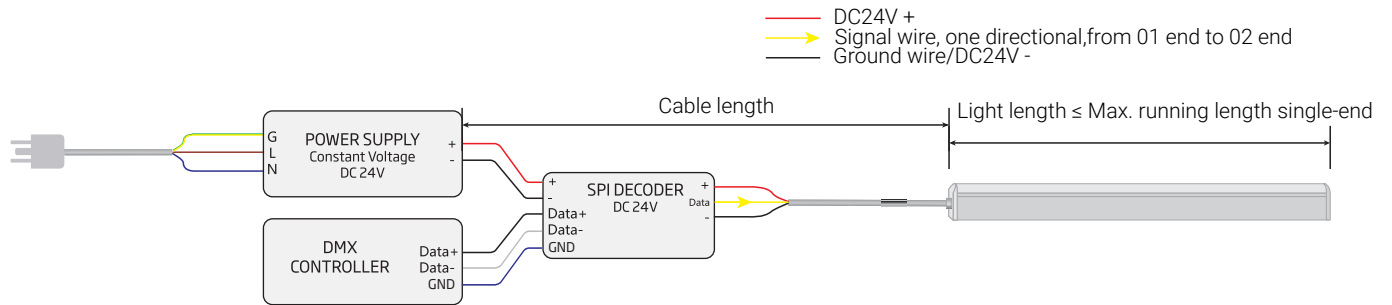 DC24V +
Signal wire, one directional,from 01 end to 02 end
Ground wire/DC24V -
Cable length
Light length ≤ Max. running length single-end
G
L
N
POWER SUPPLY
Constant Voltage
DC 24V
+
-
+
-
Data+
Data-
GND
SPI DECODER
DC 24V
+
Data
-
DMX
CONTROLLER
Data+
Data-
GND